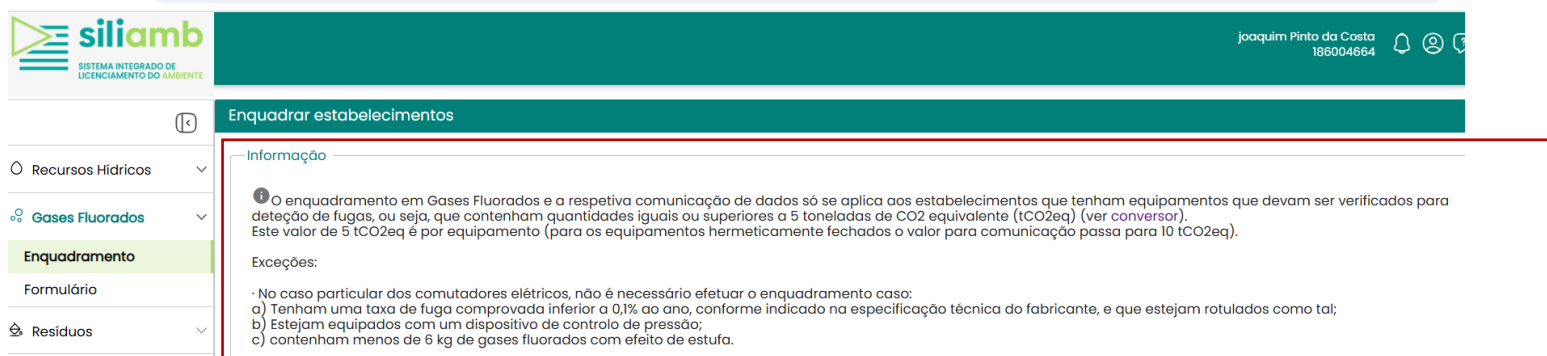 siliamb
SISTEMA INTEGRADO DE
LICENCIAMENTO DO AMBIENTE
joaquim Pinto da Costa
186004664
Enquadrar estabelecimentos
Recursos Hídricos
Gases Fluorados
Enquadramento
Formulário
Resíduos
Informação
O enquadramento em Gases Fluorados e a respetiva comunicação de dados só se aplica aos estabelecimentos que tenham equipamentos que devam ser verificados para
deteção de fugas, ou seja, que contenham quantidades iguais ou superiores a 5 toneladas de CO2 equivalente (tCO2eq) (ver conversor).
Este valor de 5 tCO2eq é por equipamento (para os equipamentos hermeticamente fechados o valor para comunicação passa para 10 tCO2eq).
Exceções:
· No caso particular dos comutadores elétricos, não é necessário efetuar o enquadramento caso:
a) Tenham uma taxa de fuga comprovada inferior a 0,1% ao ano, conforme indicado na especificação técnica do fabricante, e que estejam rotulados como tal;
b) Estejam equipados com um dispositivo de controlo de pressão;
c) contenham menos de 6 kg de gases fluorados com efeito de estufa.